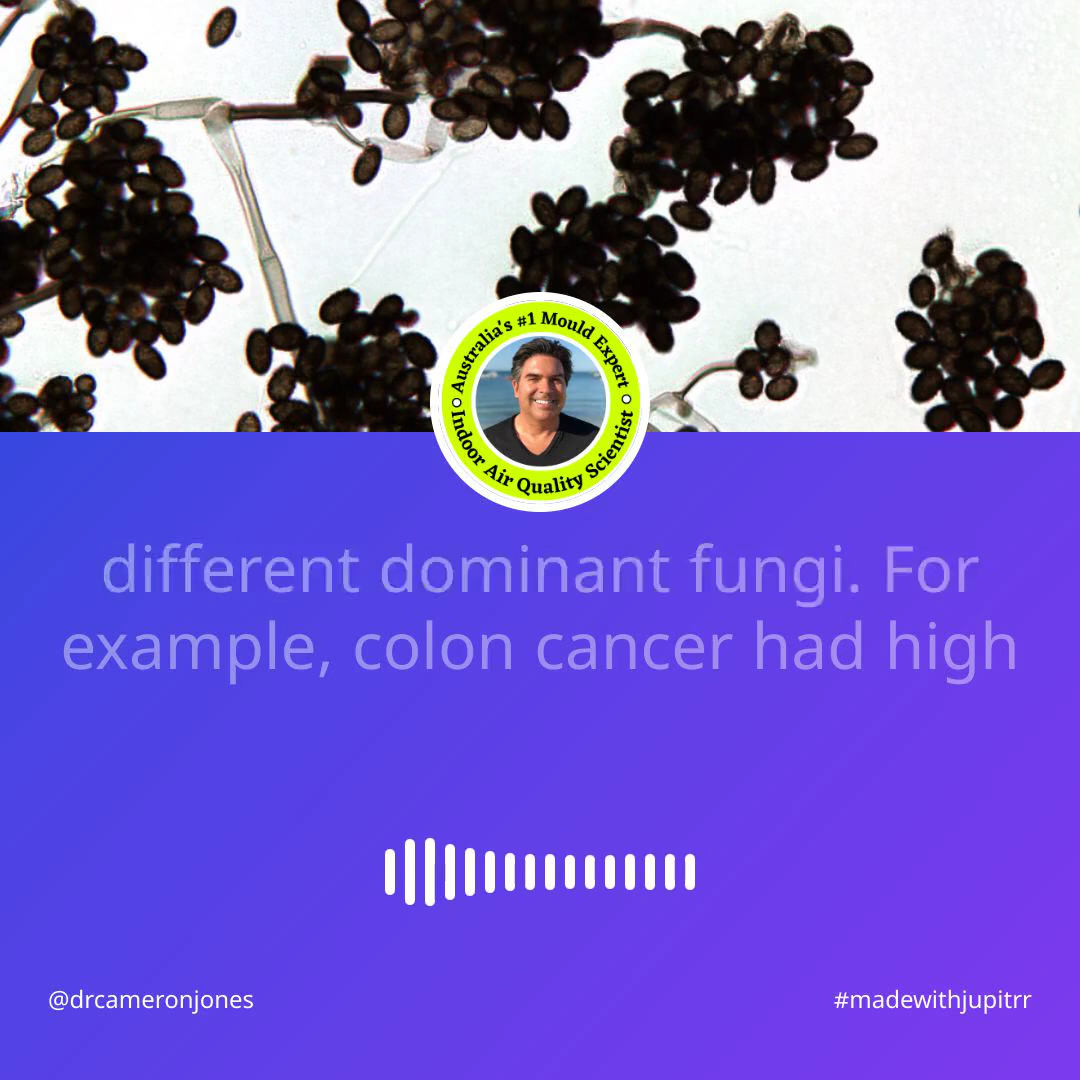 Australia's #1 Mould Expert
Indoor Air Quality Scientist
different dominant fungi. For
example, colon cancer had high
@drcameronjones
#madewithjupitrr